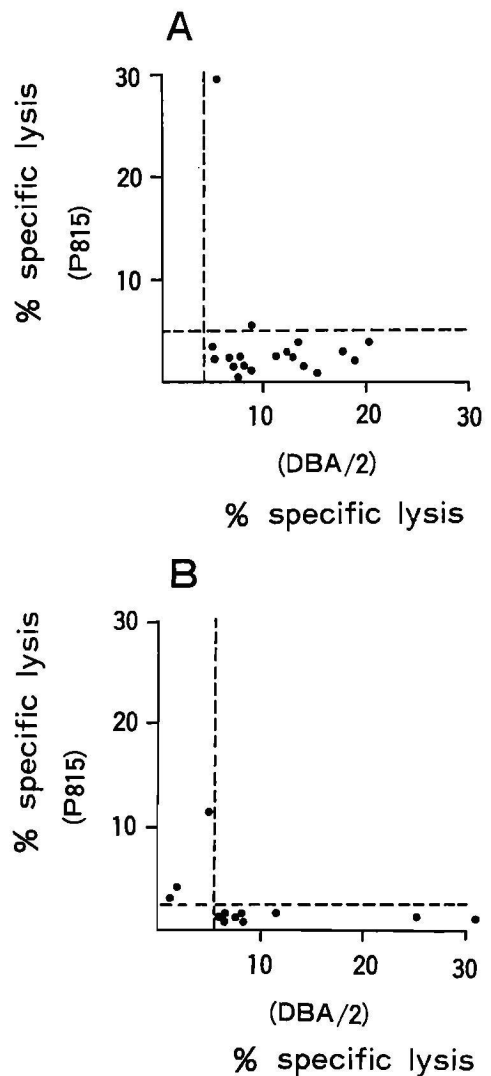 A
% specific lysis
(P815)
30
20
10
10
20
30
(DBA/2)
% specific lysis
B
% specific lysis
(P815)
30
20
10
10
20
30
(DBA/2)
% specific lysis